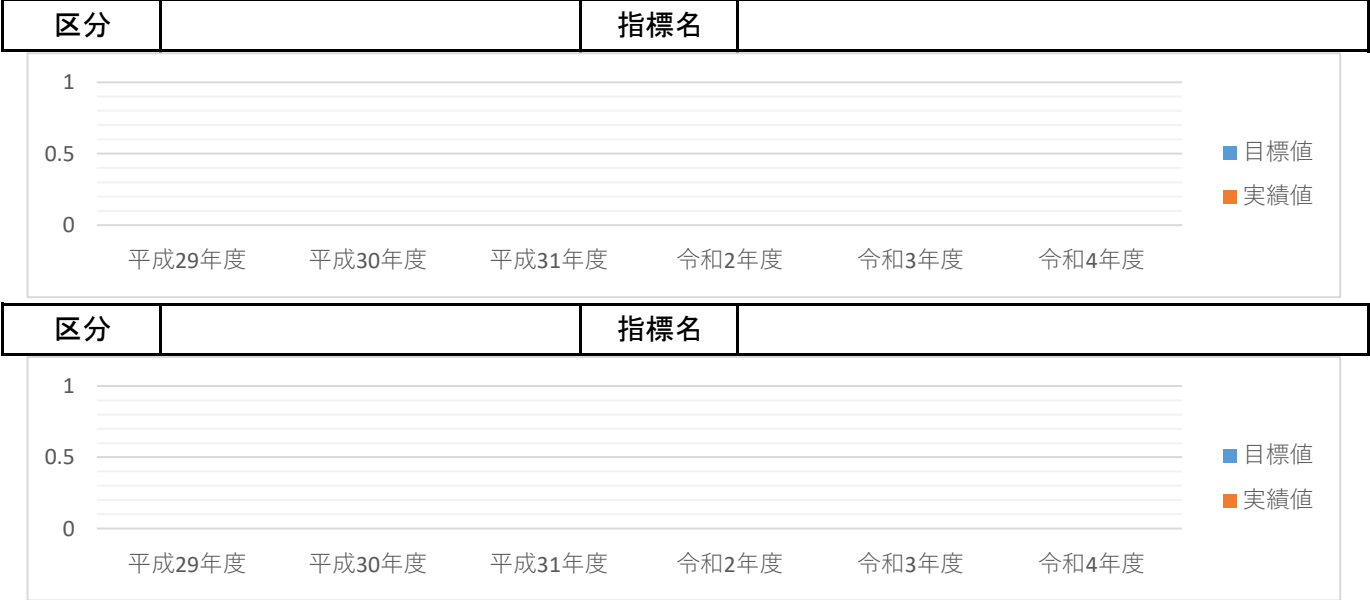 区分 指標名
1
0.5
0
目標値
実績値
平成29年度 平成30年度 平成31年度 令和2年度 令和3年度 令和4年度
区分 指標名
1
0.5
0
目標値
実績値
平成29年度 平成30年度 平成31年度 令和2年度 令和3年度 令和4年度